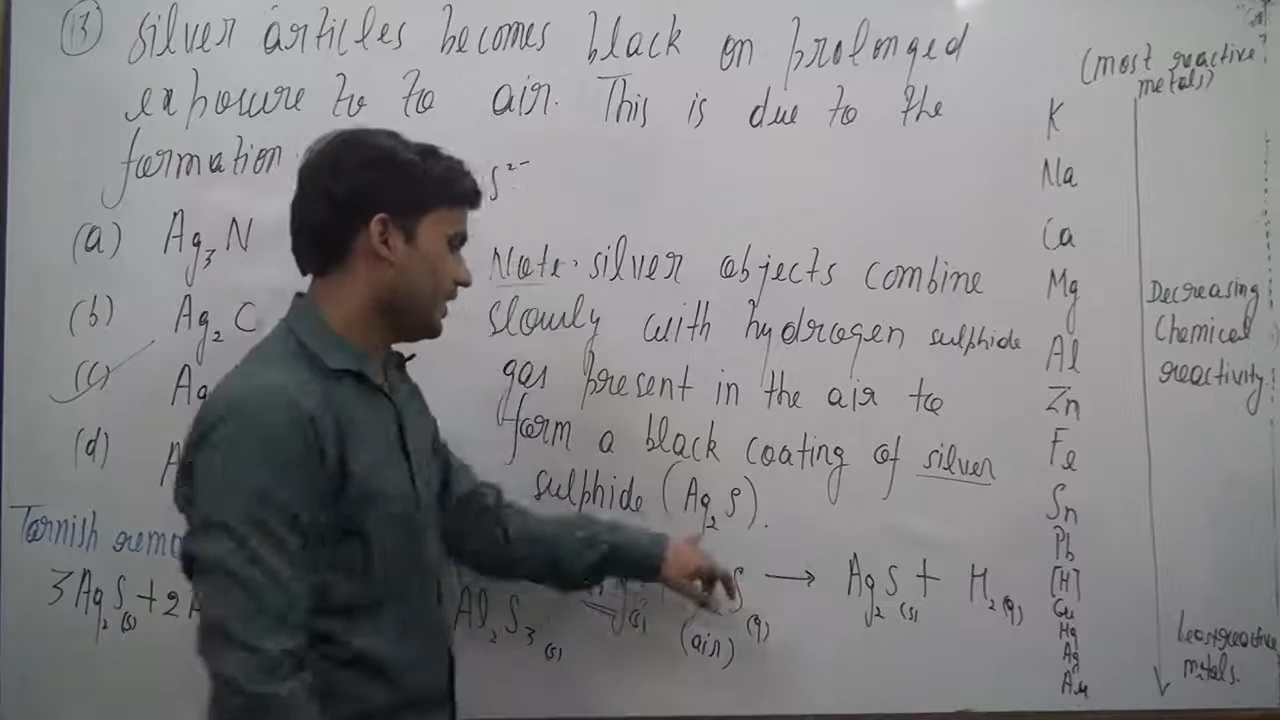 (13) silver articles becomes black on prolonged
exposure to to air. This is due to the
formation
S²⁻
(a) Ag₃N
(b) Ag₂C
(c) Ag
(d) A
Note. silver objects combine
slowly with hydrogen sulphide
gas present in the air to
form a black coating of silver
sulphide (Ag₂S).
Tarnish remo
3Ag₂S(s) + 2A
Al₂S₃(s)
(s) S(g) → Ag₂S(s) + H₂(g)
(air)
(most reactive
metals)
K
Na
Ca
Mg
Al
Zn
Fe
Sn
Pb
[H]
Cu
Hg
Ag
Au
Decreasing
Chemical
reactivity.
Least reactive
metals.